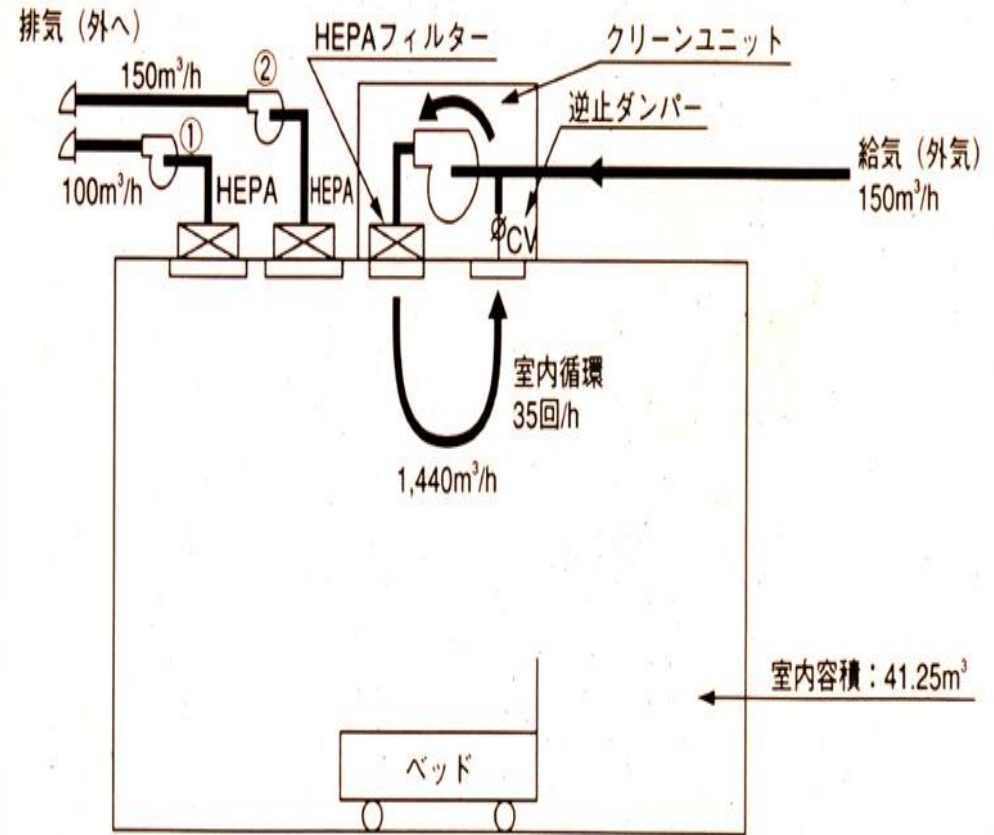 排気（外へ）
HEPAフィルター
クリーンユニット
150m³/h
②
逆止ダンパー
①
給気（外気）
100m³/h
HEPA
HEPA
150m³/h
CV
室内循環
35回/h
1,440m³/h
室内容積：41.25m³
ベッド